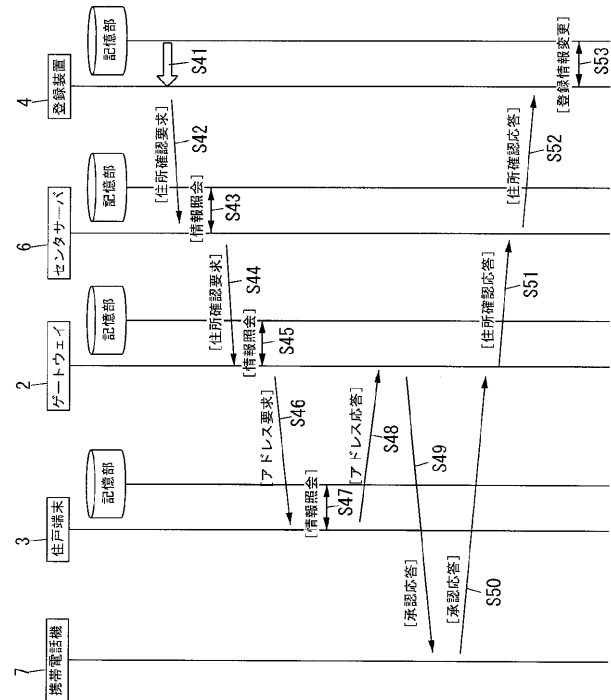 7
携帯電話機
3
住戸端末
記憶部
2
ゲートウェイ
記憶部
6
センタサーバ
記憶部
4
登録装置
記憶部
S41
[住所確認要求]
S42
[情報照会]
S43
[住所確認要求]
S44
[情報照会]
S45
[アドレス要求]
S46
[情報照会]
S47
[アドレス応答]
S48
[承認応答]
S49
[承認応答]
S50
[住所確認応答]
S51
[住所確認応答]
S52
[登録情報変更]
S53